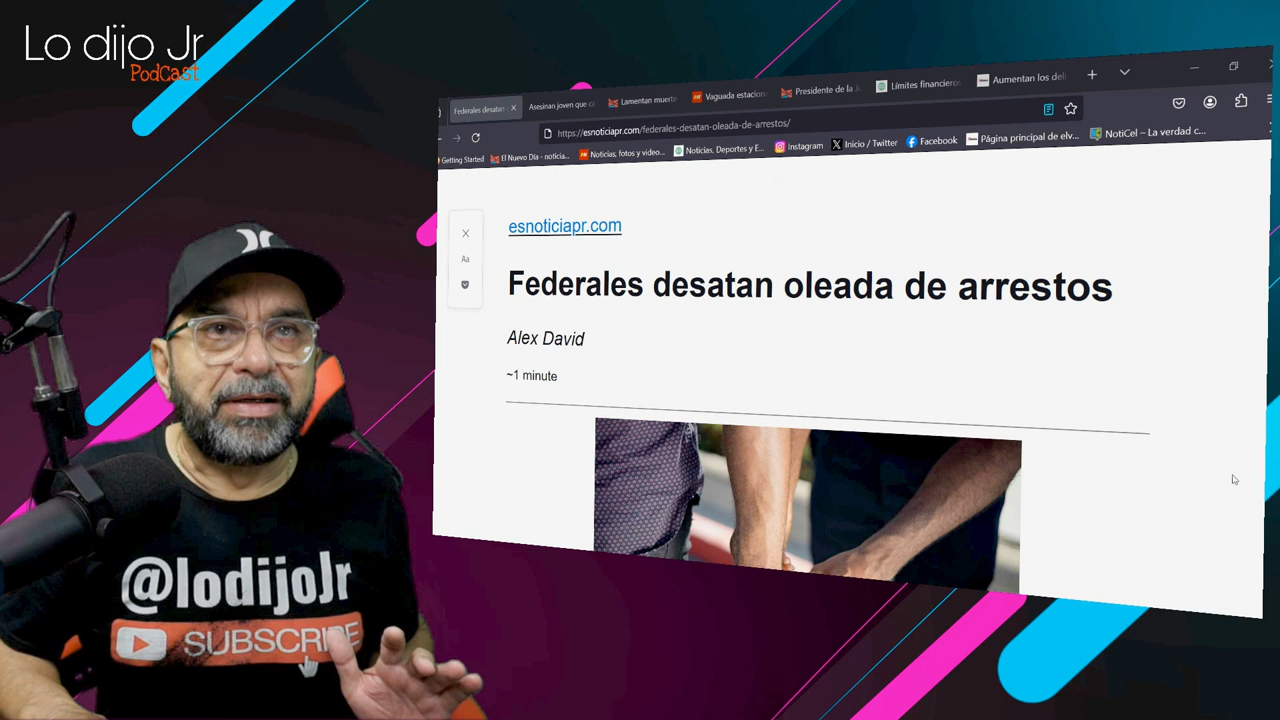 Lo dijo Jr
PodCast
Federales desatan
Asesinan joven que
Lamentan muerte
Vaguada estacion
Presidente de la
Límites financiero
Aumentan los del
https://esnoticiapr.com/federales-desatan-oleada-de-arrestos/
Getting Started
El Nuevo Día - noticia...
Noticias, fotos y video...
Noticias, Deportes y E...
Instagram
Inicio / Twitter
Facebook
Página principal de elv...
NotiCel – La verdad c...
esnoticiapr.com
Aa
Federales desatan oleada de arrestos
Alex David
~1 minute
@lodijoJr
SUBSCRIBE